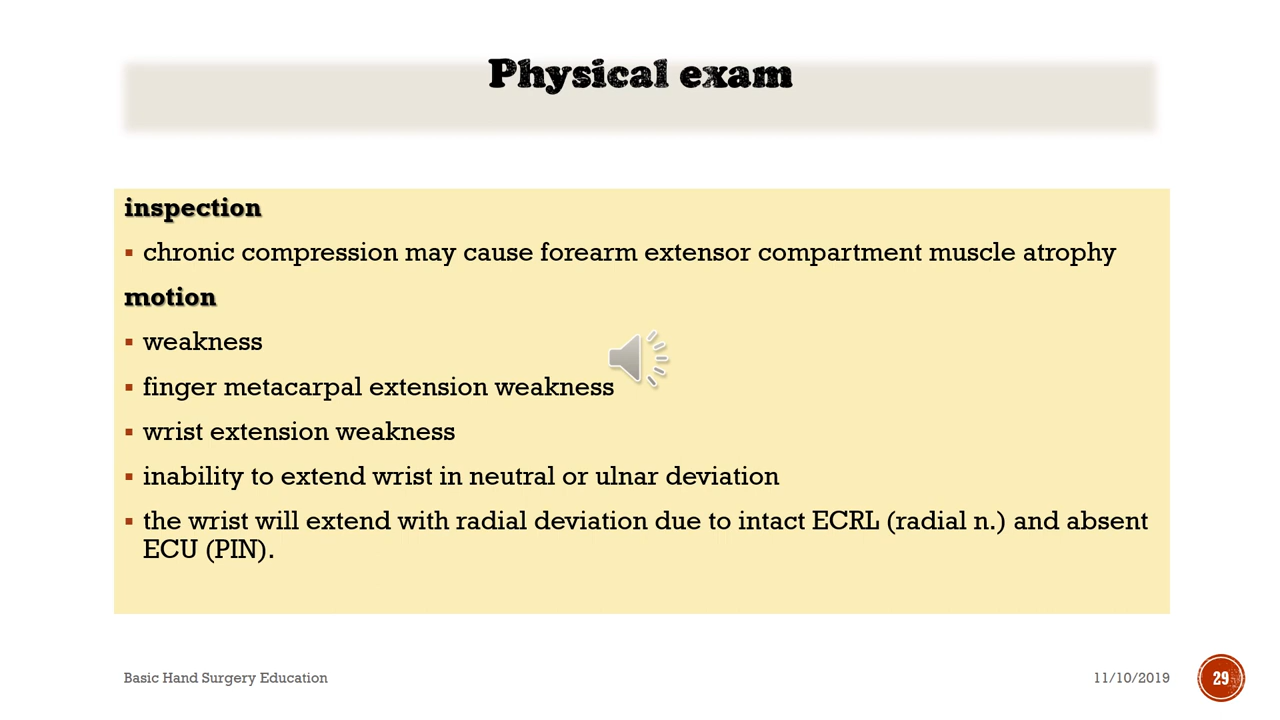 Physical exam
inspection
▪ chronic compression may cause forearm extensor compartment muscle atrophy
motion
▪ weakness
▪ finger metacarpal extension weakness
▪ wrist extension weakness
▪ inability to extend wrist in neutral or ulnar deviation
▪ the wrist will extend with radial deviation due to intact ECRL (radial n.) and absent
ECU (PIN).
Basic Hand Surgery Education
11/10/2019
29